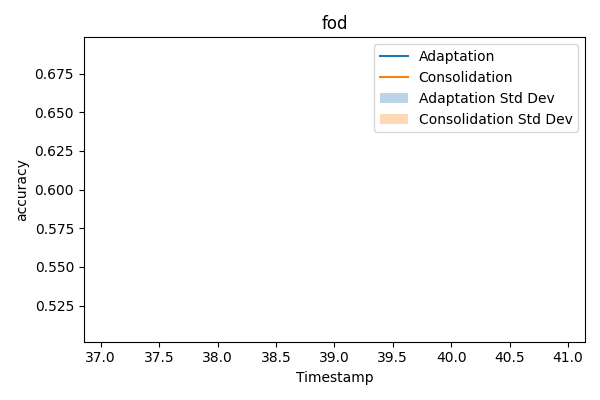 fod
Adaptation
Consolidation
Adaptation Std Dev
Consolidation Std Dev
accuracy
0.675
0.650
0.625
0.600
0.575
0.550
0.525
37.0 37.5 38.0 38.5 39.0 39.5 40.0 40.5 41.0
Timestamp